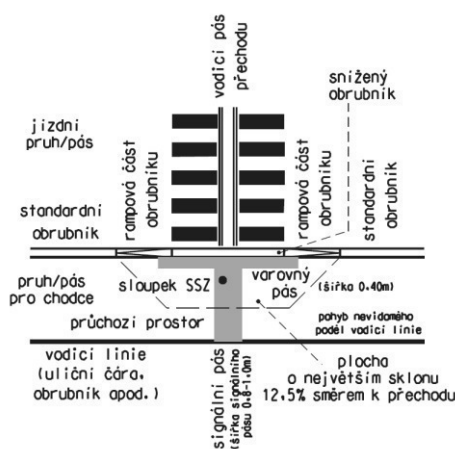 vodicí pás
přechodu
snížený
obrubník
jízdní
pruh/pás
rampová část
obrubníku
rampová část
obrubníku
standardní
obrubník
standardní
obrubník
pruh/pás
pro chodce
sloupek SSZ
varovný
pás
(šířka 0.40m)
průchozí prostor
pohyb nevidomého
podél vodicí linie
vodicí linie
(uliční čára,
obrubník apod.)
signální pás
(šířka signálního
pásu 0.8-1.0m)
plocha
o největším sklonu
12.5% směrem k přechodu